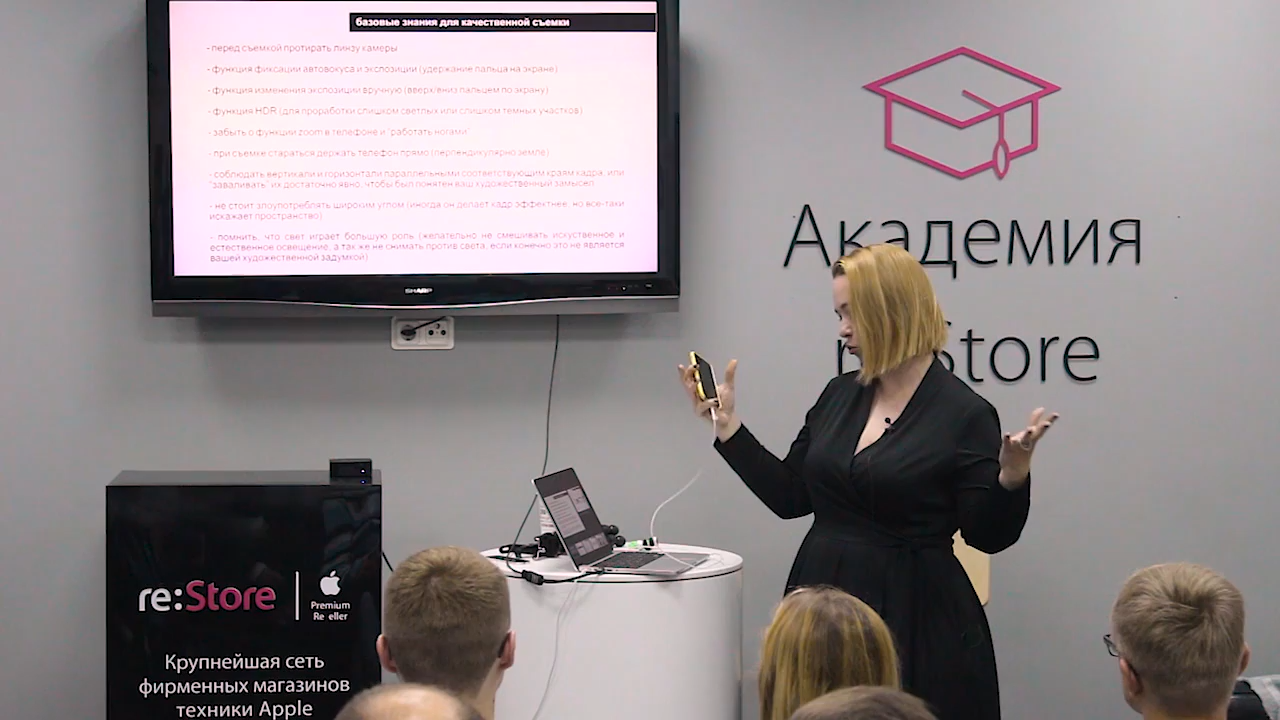 базовые знания для качественной съемки
- перед съемкой протирать линзу камеры
- функция фиксации автовокуса и экспозиции (удержание пальца на экране)
- функция изменения экспозиции вручную (вверх/вниз пальцем по экрану)
- функция HDR (для проработки слишком светлых или слишком темных участков)
- забыть о функции zoom в телефоне и "работать ногами"
- при съемке стараться держать телефон прямо (перпендикулярно земле)
- соблюдать вертикали и горизонтали параллельными соответствующим краям кадра, или
"заваливать" их достаточно явно, чтобы был понятен ваш художественный замысел
- не стоит злоупотреблять широким углом (иногда он делает кадр эффектнее, но все-таки
искажает пространство)
- помнить, что свет играет большую роль (желательно не смешивать искуственное и
естественное освещение, а так же не снимать против света, если конечно это не является
вашей художественной задумкой)
SHARP
Академия
re:Store
re:Store
Premium
Re eller
Крупнейшая сеть
фирменных магазинов
техники Apple